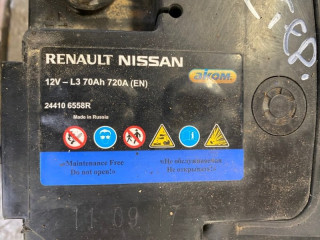 RENAULT NISSAN
12V – L3 70Ah 720A (EN)
24410 6558R
Made in Russia
akom.
«Maintenance Free
Do not open!»
«Не обслуживается
Не вскрывать!»